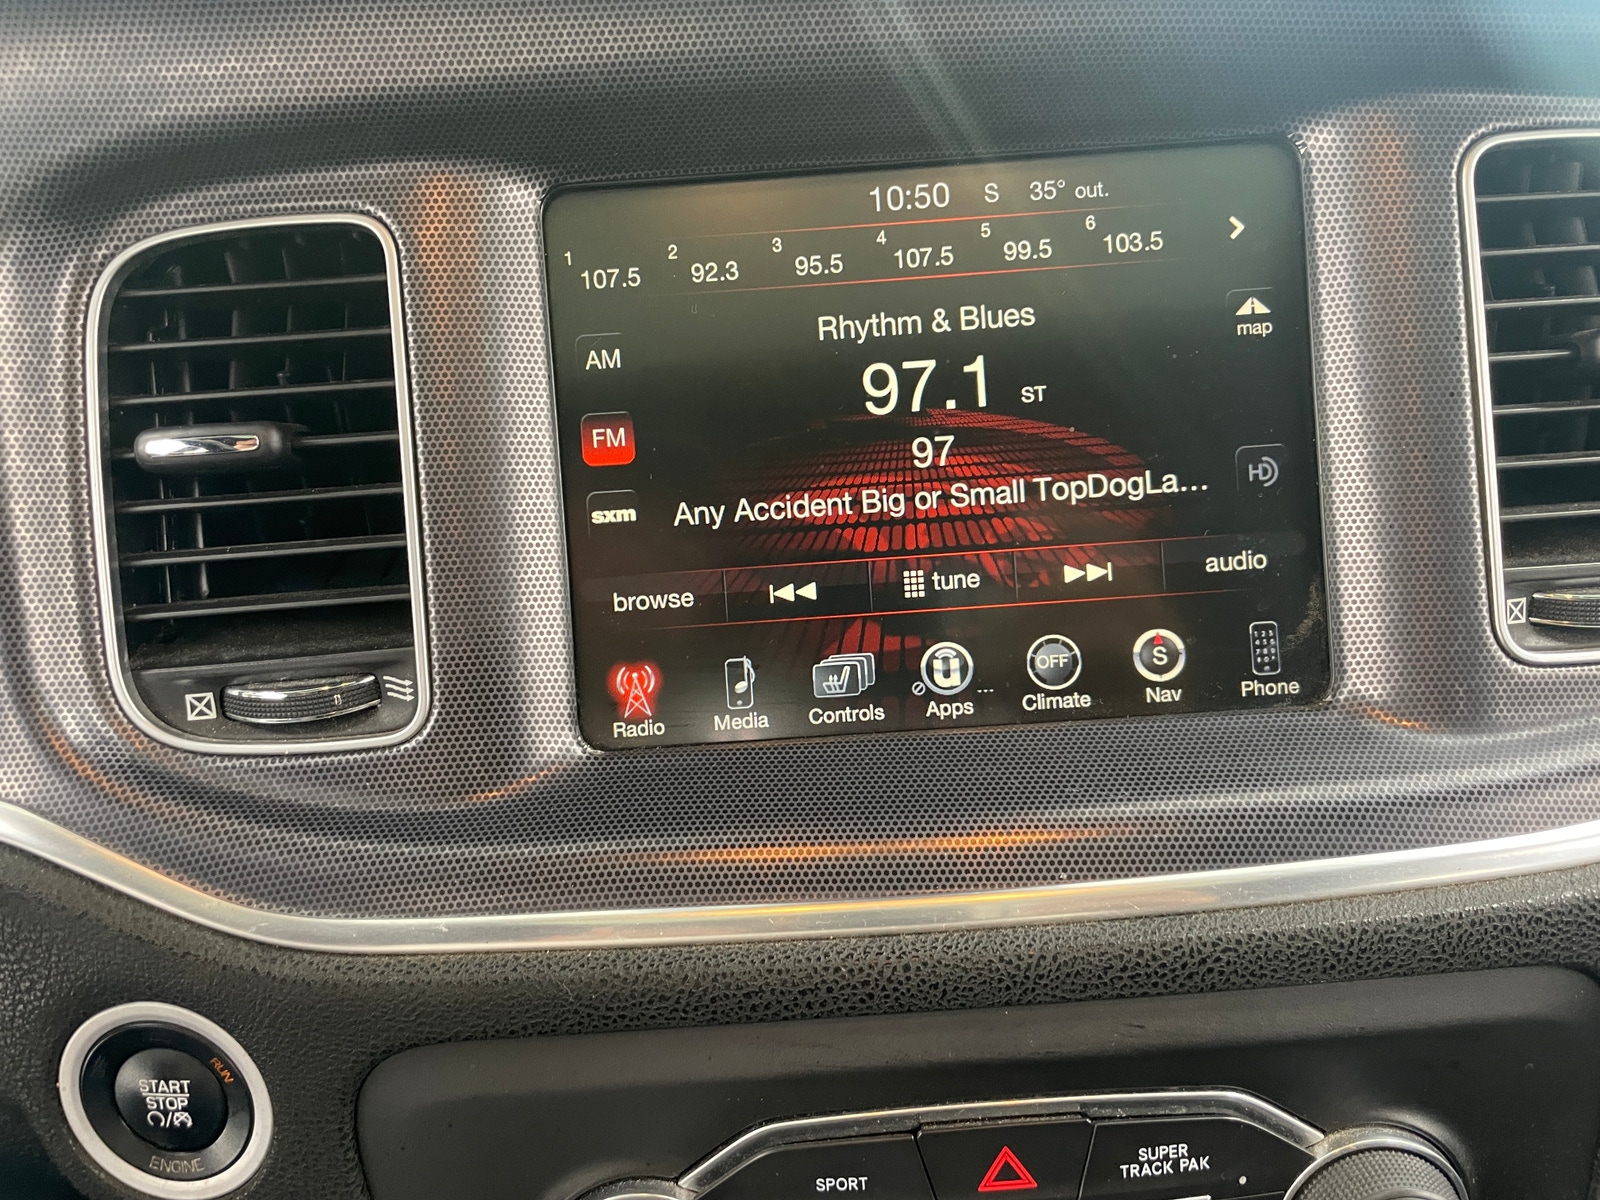 10:50 S 35° out.
1 107.5 2 92.3 3 95.5 4 107.5 5 99.5 6 103.5
Rhythm & Blues
map
AM
97.1 ST
FM
97
HD
sxm
Any Accident Big or Small TopDogLa...
browse tune audio
OFF
S
Radio Media Controls Apps Climate Nav Phone
RUN
START
STOP
ENGINE
SPORT
SUPER
TRACK PAK